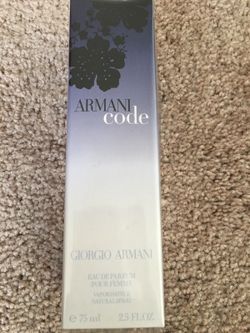 ARMANI
code
GIORGIO ARMANI
EAU DE PARFUM
POUR FEMME
VAPORISATEUR
NATURAL SPRAY
℮ 75 ml 2.5 FL.OZ.